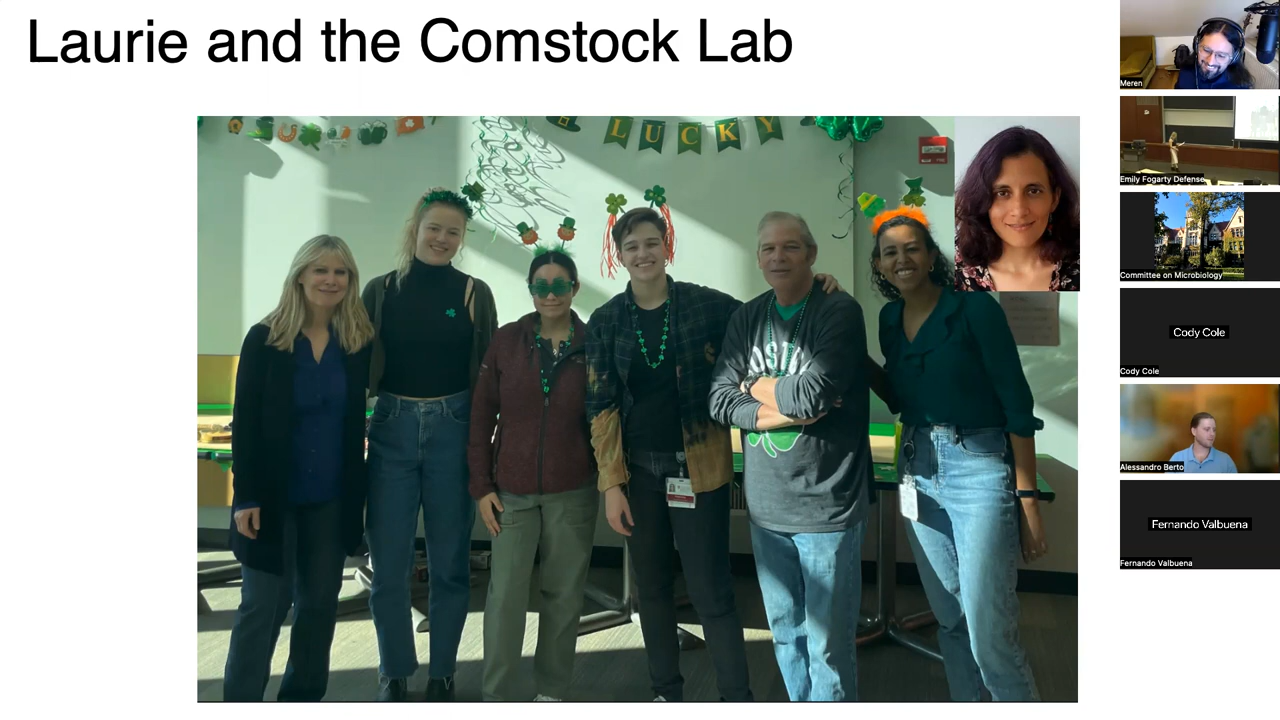 Laurie and the Comstock Lab
LUCKY
Meren
Emily Fogarty Defense
Committee on Microbiology
Cody Cole
Cody Cole
Alessandro Berto
Fernando Valbuena
Fernando Valbuena